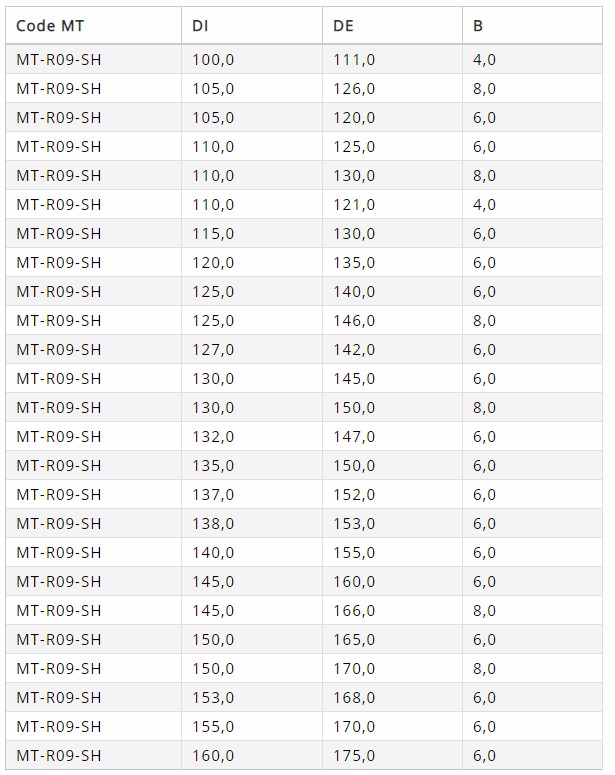 Code MT DI DE B
MT-R09-SH 100,0 111,0 4,0
MT-R09-SH 105,0 126,0 8,0
MT-R09-SH 105,0 120,0 6,0
MT-R09-SH 110,0 125,0 6,0
MT-R09-SH 110,0 130,0 8,0
MT-R09-SH 110,0 121,0 4,0
MT-R09-SH 115,0 130,0 6,0
MT-R09-SH 120,0 135,0 6,0
MT-R09-SH 125,0 140,0 6,0
MT-R09-SH 125,0 146,0 8,0
MT-R09-SH 127,0 142,0 6,0
MT-R09-SH 130,0 145,0 6,0
MT-R09-SH 130,0 150,0 8,0
MT-R09-SH 132,0 147,0 6,0
MT-R09-SH 135,0 150,0 6,0
MT-R09-SH 137,0 152,0 6,0
MT-R09-SH 138,0 153,0 6,0
MT-R09-SH 140,0 155,0 6,0
MT-R09-SH 145,0 160,0 6,0
MT-R09-SH 145,0 166,0 8,0
MT-R09-SH 150,0 165,0 6,0
MT-R09-SH 150,0 170,0 8,0
MT-R09-SH 153,0 168,0 6,0
MT-R09-SH 155,0 170,0 6,0
MT-R09-SH 160,0 175,0 6,0